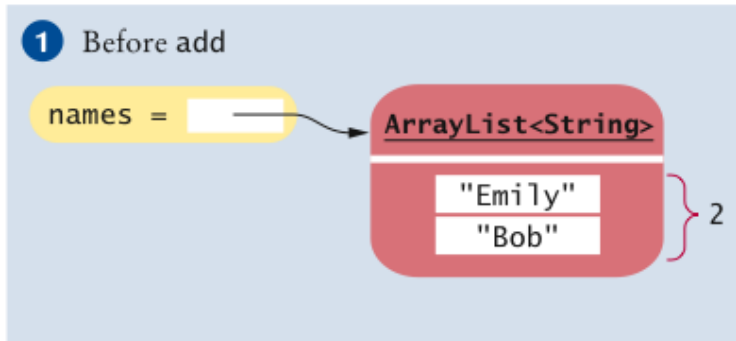 1 Before add
names =
ArrayList<String>
"Emily"
"Bob"
2